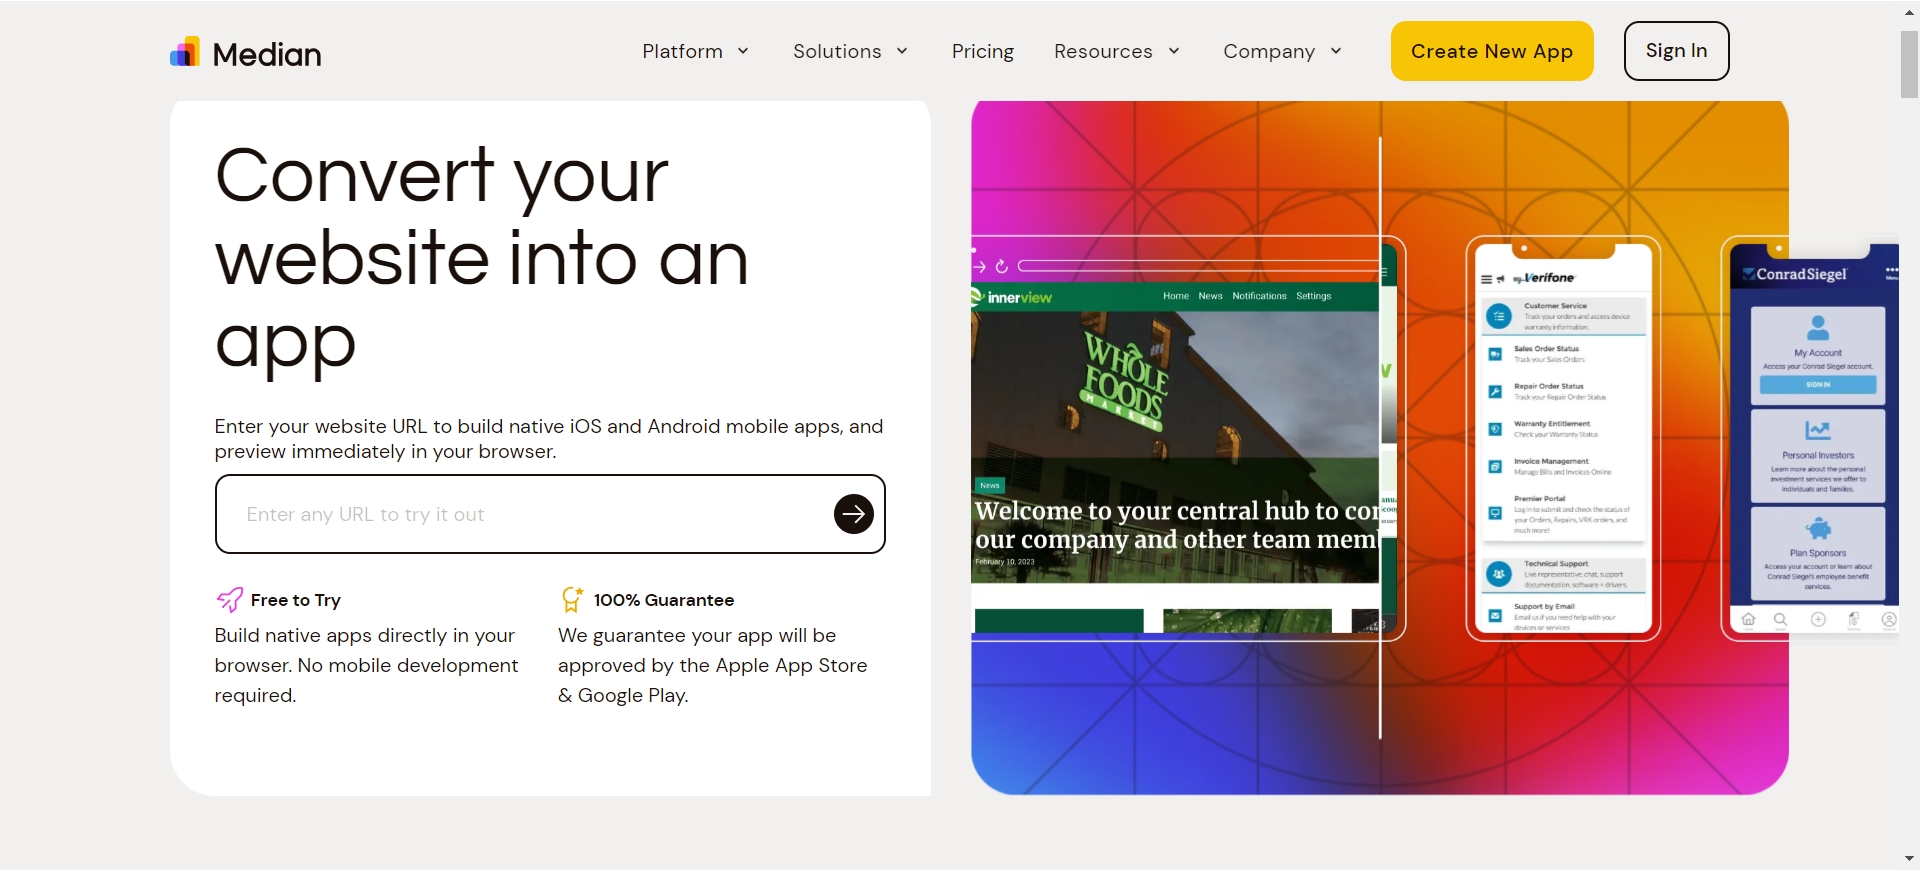 Median
Platform
Solutions
Pricing
Resources
Company
Create New App
Sign In
Convert your
website into an
app
Enter your website URL to build native iOS and Android mobile apps, and
preview immediately in your browser.
Enter any URL to try it out
Free to Try
Build native apps directly in your
browser. No mobile development
required.
100% Guarantee
We guarantee your app will be
approved by the Apple App Store
& Google Play.
innerview
Home News Notifications Settings
WHOLE
FOODS
MARKET
News
Welcome to your central hub to con
our company and other team mem
February 10, 2023
my Verifone
Customer Service
Track your orders and access device
warranty information.
Sales Order Status
Track your Sales Orders
Repair Order Status
Track your Repair Order Status
Warranty Entitlement
Check your Warranty Status
Invoice Management
Manage Bills and Invoices Online
Premier Portal
Log in to submit and check the status of
your Orders, Repairs, VRK orders, and
much more!
Technical Support
Live representative chat, support
documentation, software + drivers.
Support by Email
Email us if you need help with your
devices or services
ConradSiegel
Menu
My Account
Access your Conrad Siegel account.
SIGN IN
Personal Investors
Learn more about the personal
investment services we offer to
individuals and families.
Plan Sponsors
Access your account or learn about
Conrad Siegel's employee benefit
services.